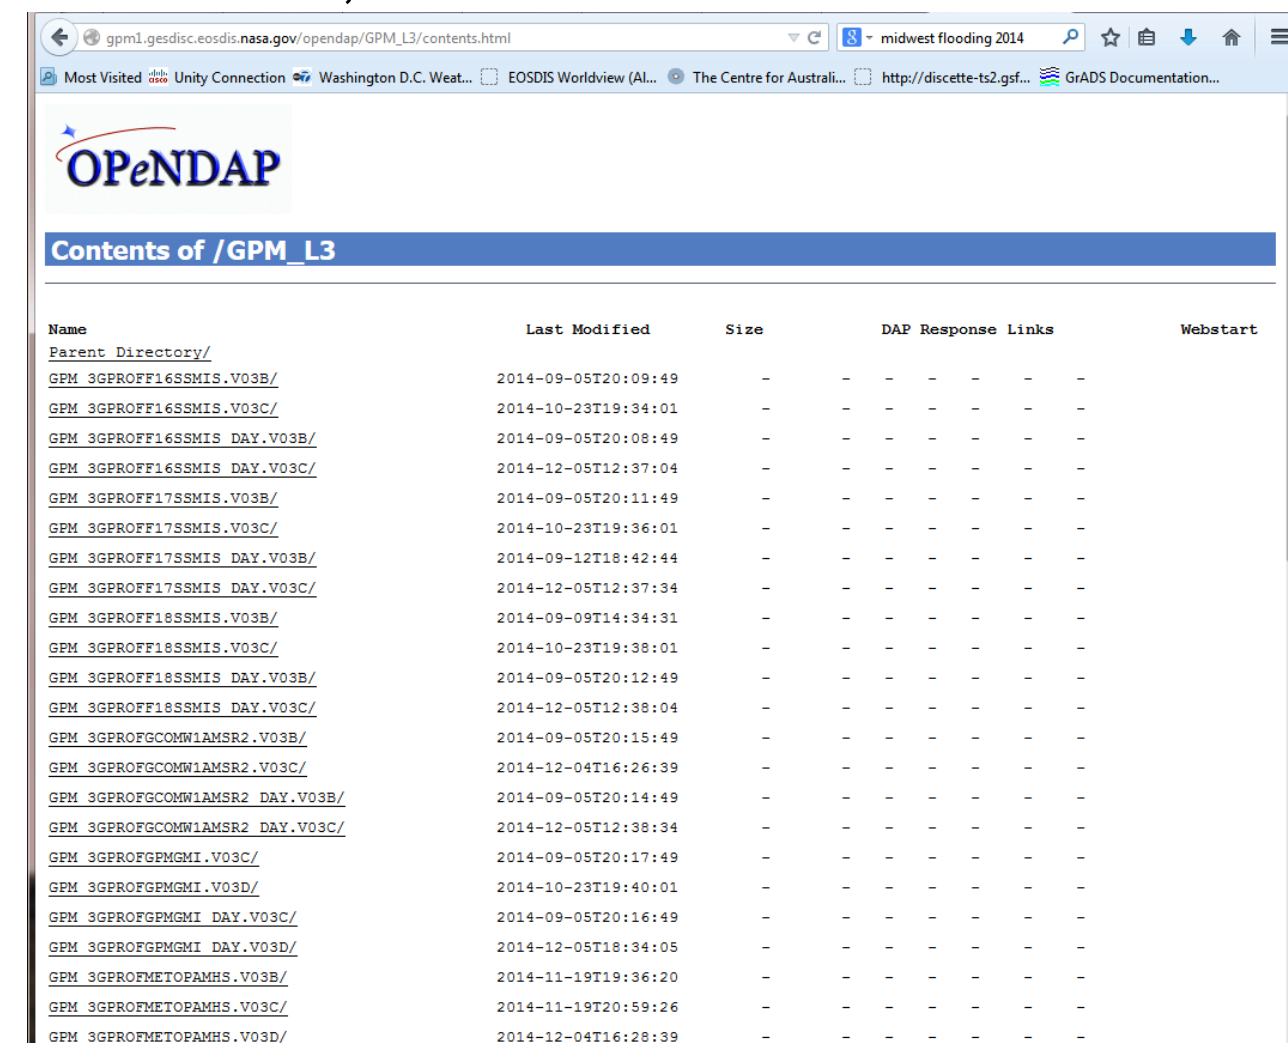 gpm1.gesdisc.eosdis.nasa.gov/opendap/GPM_L3/contents.html 8 midwest flooding 2014
Most Visited Unity Connection Washington D.C. Weat... EOSDIS Worldview (Al... The Centre for Australi... http://discette-ts2.gsf... GrADS Documentation...
OPeNDAP
Contents of /GPM_L3
Name Last Modified Size DAP Response Links Webstart
Parent Directory/
GPM_3GPROFF16SSMIS.V03B/ 2014-09-05T20:09:49 - - - - - - -
GPM_3GPROFF16SSMIS.V03C/ 2014-10-23T19:34:01 - - - - - - -
GPM_3GPROFF16SSMIS_DAY.V03B/ 2014-09-05T20:08:49 - - - - - - -
GPM_3GPROFF16SSMIS_DAY.V03C/ 2014-12-05T12:37:04 - - - - - - -
GPM_3GPROFF17SSMIS.V03B/ 2014-09-05T20:11:49 - - - - - - -
GPM_3GPROFF17SSMIS.V03C/ 2014-10-23T19:36:01 - - - - - - -
GPM_3GPROFF17SSMIS_DAY.V03B/ 2014-09-12T18:42:44 - - - - - - -
GPM_3GPROFF17SSMIS_DAY.V03C/ 2014-12-05T12:37:34 - - - - - - -
GPM_3GPROFF18SSMIS.V03B/ 2014-09-09T14:34:31 - - - - - - -
GPM_3GPROFF18SSMIS.V03C/ 2014-10-23T19:38:01 - - - - - - -
GPM_3GPROFF18SSMIS_DAY.V03B/ 2014-09-05T20:12:49 - - - - - - -
GPM_3GPROFF18SSMIS_DAY.V03C/ 2014-12-05T12:38:04 - - - - - - -
GPM_3GPROFGCOMW1AMSR2.V03B/ 2014-09-05T20:15:49 - - - - - - -
GPM_3GPROFGCOMW1AMSR2.V03C/ 2014-12-04T16:26:39 - - - - - - -
GPM_3GPROFGCOMW1AMSR2_DAY.V03B/ 2014-09-05T20:14:49 - - - - - - -
GPM_3GPROFGCOMW1AMSR2_DAY.V03C/ 2014-12-05T12:38:34 - - - - - - -
GPM_3GPROFGPMGMI.V03C/ 2014-09-05T20:17:49 - - - - - - -
GPM_3GPROFGPMGMI.V03D/ 2014-10-23T19:40:01 - - - - - - -
GPM_3GPROFGPMGMI_DAY.V03C/ 2014-09-05T20:16:49 - - - - - - -
GPM_3GPROFGPMGMI_DAY.V03D/ 2014-12-05T18:34:05 - - - - - - -
GPM_3GPROFMETOPAMHS.V03B/ 2014-11-19T19:36:20 - - - - - - -
GPM_3GPROFMETOPAMHS.V03C/ 2014-11-19T20:59:26 - - - - - - -
GPM_3GPROFMETOPAMHS.V03D/ 2014-12-04T16:28:39 - - - - - - -